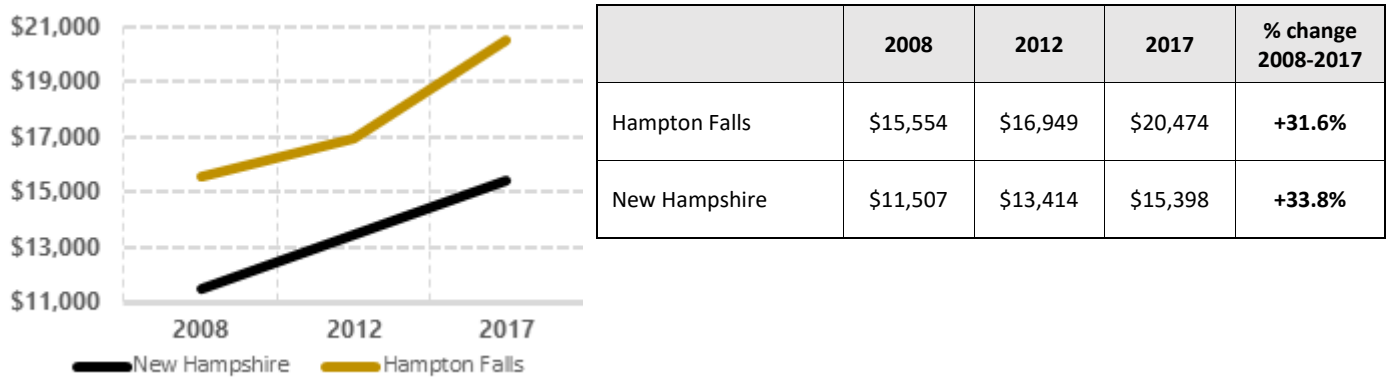 $21,000
$19,000
$17,000
$15,000
$13,000
$11,000
2008 2012 2017
New Hampshire Hampton Falls
2008 2012 2017 % change
2008-2017
Hampton Falls $15,554 $16,949 $20,474 +31.6%
New Hampshire $11,507 $13,414 $15,398 +33.8%